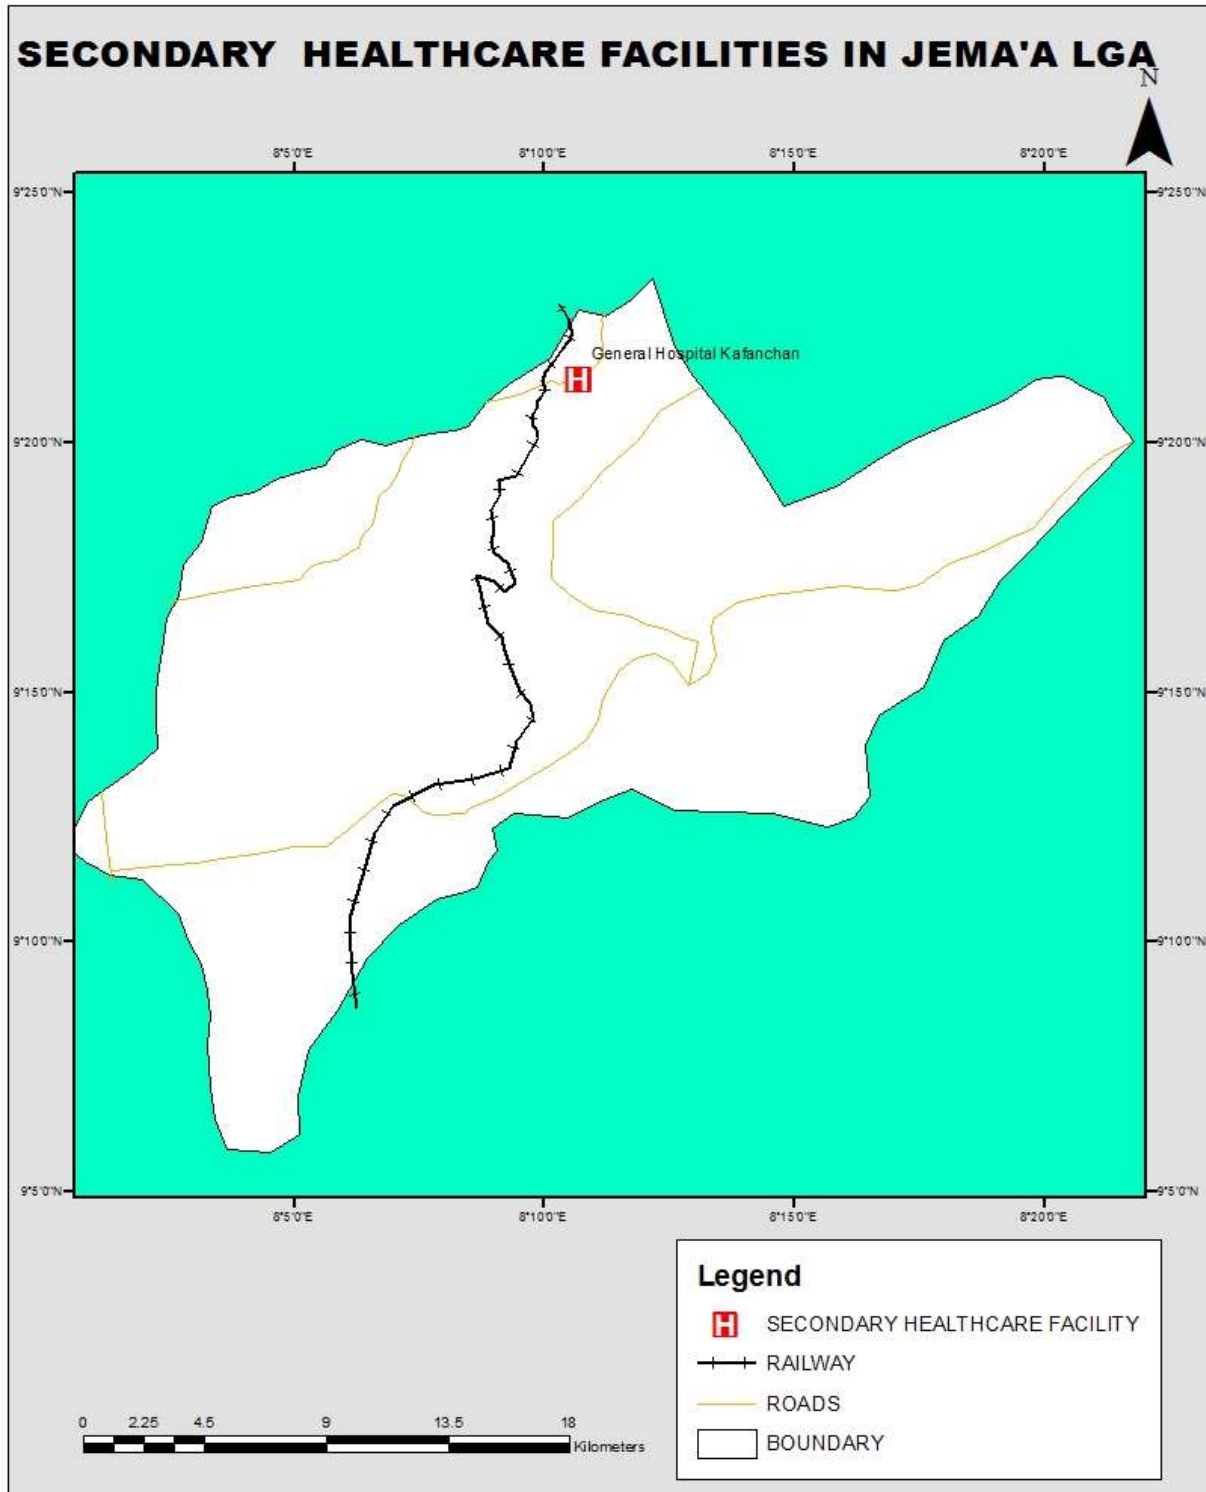 SECONDARY HEALTHCARE FACILITIES IN JEMA'A LGA
N
8°5'0"E 8°10'0"E 8°15'0"E 8°20'0"E
9°25'0"N 9°25'0"N
General Hospital Kafanchan
H
9°20'0"N 9°20'0"N
9°15'0"N 9°15'0"N
9°10'0"N 9°10'0"N
9°5'0"N 9°5'0"N
8°5'0"E 8°10'0"E 8°15'0"E 8°20'0"E
Legend
H SECONDARY HEALTHCARE FACILITY
RAILWAY
ROADS
BOUNDARY
0 2.25 4.5 9 13.5 18
Kilometers